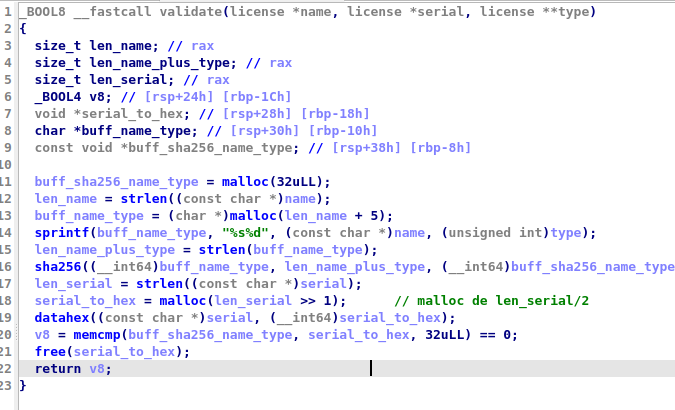 1 _BOOL8 __fastcall validate(license *name, license *serial, license **type)
2 {
3 size_t len_name; // rax
4 size_t len_name_plus_type; // rax
5 size_t len_serial; // rax
6 _BOOL4 v8; // [rsp+24h] [rbp-1Ch]
7 void *serial_to_hex; // [rsp+28h] [rbp-18h]
8 char *buff_name_type; // [rsp+30h] [rbp-10h]
9 const void *buff_sha256_name_type; // [rsp+38h] [rbp-8h]
10
11 buff_sha256_name_type = malloc(32uLL);
12 len_name = strlen((const char *)name);
13 buff_name_type = (char *)malloc(len_name + 5);
14 sprintf(buff_name_type, "%s%d", (const char *)name, (unsigned int)type);
15 len_name_plus_type = strlen(buff_name_type);
16 sha256((__int64)buff_name_type, len_name_plus_type, (__int64)buff_sha256_name_type
17 len_serial = strlen((const char *)serial);
18 serial_to_hex = malloc(len_serial >> 1); // malloc de len_serial/2
19 datahex((const char *)serial, (__int64)serial_to_hex);
20 v8 = memcmp(buff_sha256_name_type, serial_to_hex, 32uLL) == 0;
21 free(serial_to_hex);
22 return v8;
23 }